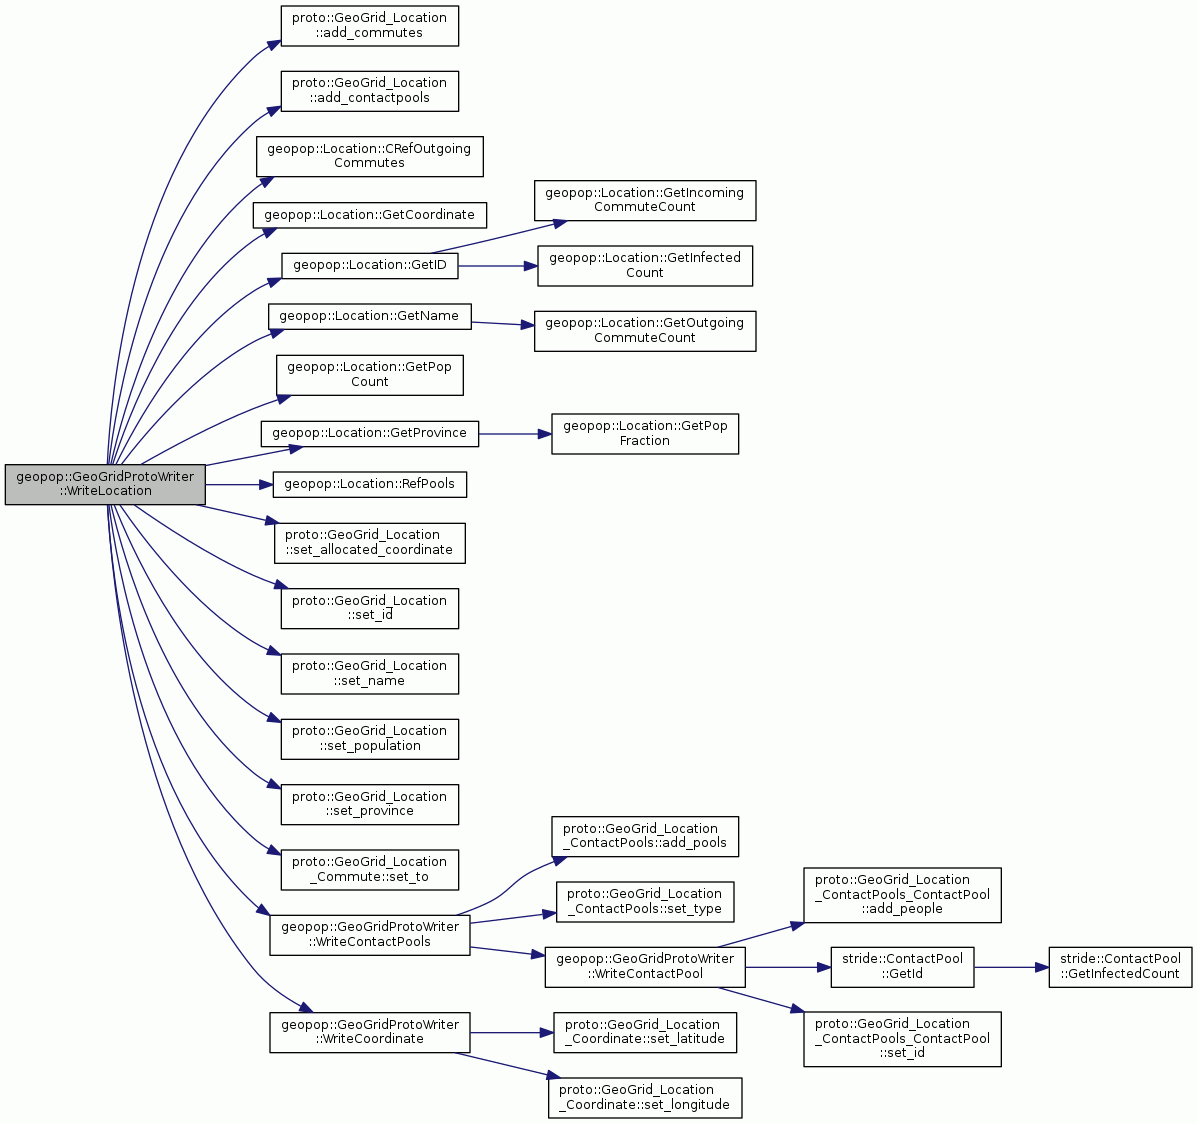 proto::GeoGrid_Location
::add_commutes
proto::GeoGrid_Location
::add_contactpools
geopop::Location::CRefOutgoing
Commutes
geopop::Location::GetCoordinate
geopop::Location::GetID
geopop::Location::GetIncoming
CommuteCount
geopop::Location::GetInfected
Count
geopop::Location::GetName
geopop::Location::GetOutgoing
CommuteCount
geopop::Location::GetPop
Count
geopop::Location::GetProvince
geopop::Location::GetPop
Fraction
geopop::GeoGridProtoWriter
::WriteLocation
geopop::Location::RefPools
proto::GeoGrid_Location
::set_allocated_coordinate
proto::GeoGrid_Location
::set_id
proto::GeoGrid_Location
::set_name
proto::GeoGrid_Location
::set_population
proto::GeoGrid_Location
::set_province
proto::GeoGrid_Location
_Commute::set_to
geopop::GeoGridProtoWriter
::WriteContactPools
proto::GeoGrid_Location
_ContactPools::add_pools
proto::GeoGrid_Location
_ContactPools::set_type
geopop::GeoGridProtoWriter
::WriteContactPool
proto::GeoGrid_Location
_ContactPools_ContactPool
::add_people
stride::ContactPool
::GetId
stride::ContactPool
::GetInfectedCount
proto::GeoGrid_Location
_ContactPools_ContactPool
::set_id
geopop::GeoGridProtoWriter
::WriteCoordinate
proto::GeoGrid_Location
_Coordinate::set_latitude
proto::GeoGrid_Location
_Coordinate::set_longitude